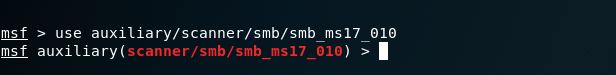 msf > use auxiliary/scanner/smb/smb_ms17_010
msf auxiliary(scanner/smb/smb_ms17_010) >